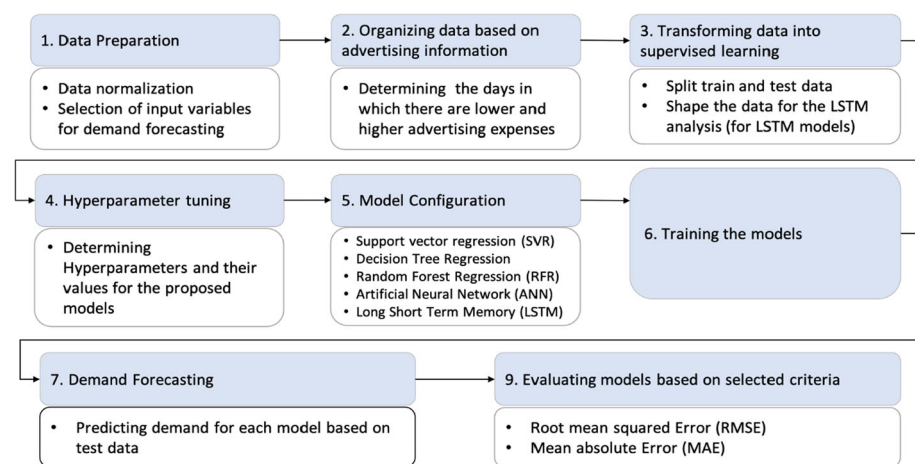 1. Data Preparation
• Data normalization
• Selection of input variables
for demand forecasting
2. Organizing data based on
advertising information
• Determining the days in
which there are lower and
higher advertising expenses
3. Transforming data into
supervised learning
• Split train and test data
• Shape the data for the LSTM
analysis (for LSTM models)
4. Hyperparameter tuning
• Determining
Hyperparameters and their
values for the proposed
models
5. Model Configuration
• Support vector regression (SVR)
• Decision Tree Regression
• Random Forest Regression (RFR)
• Artificial Neural Network (ANN)
• Long Short Term Memory (LSTM)
6. Training the models
7. Demand Forecasting
• Predicting demand for each model based on
test data
9. Evaluating models based on selected criteria
• Root mean squared Error (RMSE)
• Mean absolute Error (MAE)